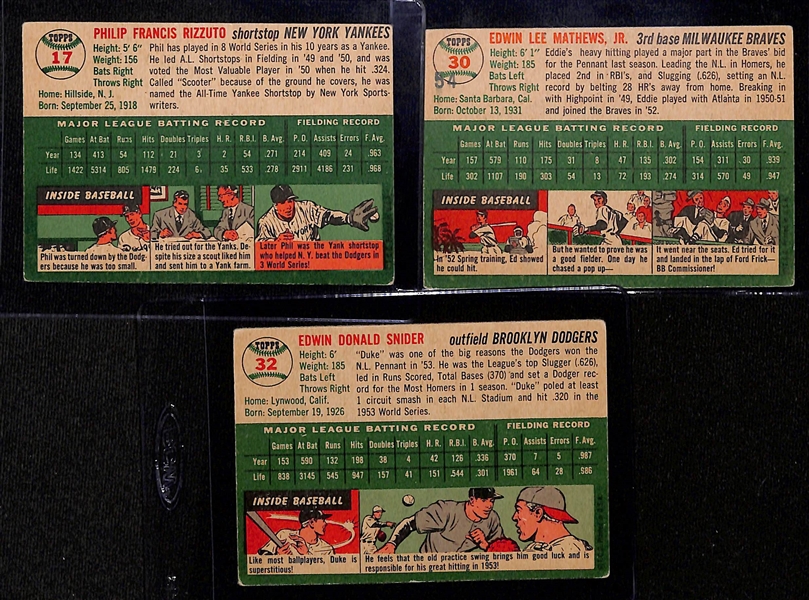 TOPPS
17
PHILIP FRANCIS RIZZUTO shortstop NEW YORK YANKEES
Height: 5' 6"
Weight: 156
Bats Right
Throws Right
Home: Hillside, N. J.
Born: September 25, 1918
Phil has played in 8 World Series in his 10 years as a Yankee.
He led A.L. Shortstops in Fielding in '49 and '50, and was
voted the Most Valuable Player in '50 when he hit .324.
Called "Scooter" because of the ground he covers, he was
named the All-Time Yankee Shortstop by New York Sports-
writers.
MAJOR LEAGUE BATTING RECORD FIELDING RECORD
Games At Bat Runs Hits Doubles Triples H. R. R.B.I. B. Avg. P. O. Assists Errors F. Avg.
Year 134 413 54 112 21 3 2 54 .271 214 409 24 .963
Life 1422 5314 805 1478 224 56 35 533 .278 2911 4186 231 .968
INSIDE BASEBALL
Phil was turned down by the Dodg-
ers because he was too small.
He tried out for the Yanks. De-
spite his size a scout liked him
and sent him to a Yank farm.
Later Phil was the Yank shortstop
who helped N. Y. beat the Dodgers in
3 World Series!
TOPPS
30
54
EDWIN LEE MATHEWS, JR. 3rd base MILWAUKEE BRAVES
Height: 6' 1"
Weight: 185
Bats Left
Throws Right
Home: Santa Barbara, Cal.
Born: October 13, 1931
Eddie's heavy hitting played a major part in the Braves' bid
for the Pennant last season. Leading the N.L. in Homers, he
placed 2nd in RBI's, and Slugging (.626), setting an N.L.
record by belting 28 HR's away from home. Breaking in
with Highpoint in '49, Eddie played with Atlanta in 1950-51
and joined the Braves in '52.
MAJOR LEAGUE BATTING RECORD FIELDING RECORD
Games At Bat Runs Hits Doubles Triples H. R. R.B.I. B. Avg. P. O. Assists Errors F. Avg.
Year 157 579 110 175 31 8 47 135 .302 154 311 30 .939
Life 302 1107 190 313 54 13 72 193 .274 314 570 49 .947
INSIDE BASEBALL
In '52 Spring training, Ed showed
he could hit.
But he wanted to prove he was
a good fielder. One day he
chased a pop up—
It went near the seats. Ed tried for it
and landed in the lap of Ford Frick—
BB Commissioner!
TOPPS
32
EDWIN DONALD SNIDER outfield BROOKLYN DODGERS
Height: 6'
Weight: 185
Bats Left
Throws Right
Home: Lynwood, Calif.
Born: September 19, 1926
"Duke" was one of the big reasons the Dodgers won the
N.L. Pennant in '53. He was the League's top Slugger (.626),
led in Runs Scored, Total Bases (370) and set a Dodger record
for Most Homers in 1 season. "Duke" poled at least
1 circuit smash in each N.L. Stadium and hit .320 in the
1953 World Series.
MAJOR LEAGUE BATTING RECORD FIELDING RECORD
Games At Bat Runs Hits Doubles Triples H. R. R.B.I. B. Avg. P. O. Assists Errors F. Avg.
Year 153 590 132 198 38 4 42 126 .336 370 7 5 .987
Life 838 3145 545 947 157 41 151 544 .301 1961 64 28 .986
INSIDE BASEBALL
Like most ballplayers, Duke is
superstitious!
He feels that the old practice swing brings him good luck and is
responsible for his great hitting in 1953!